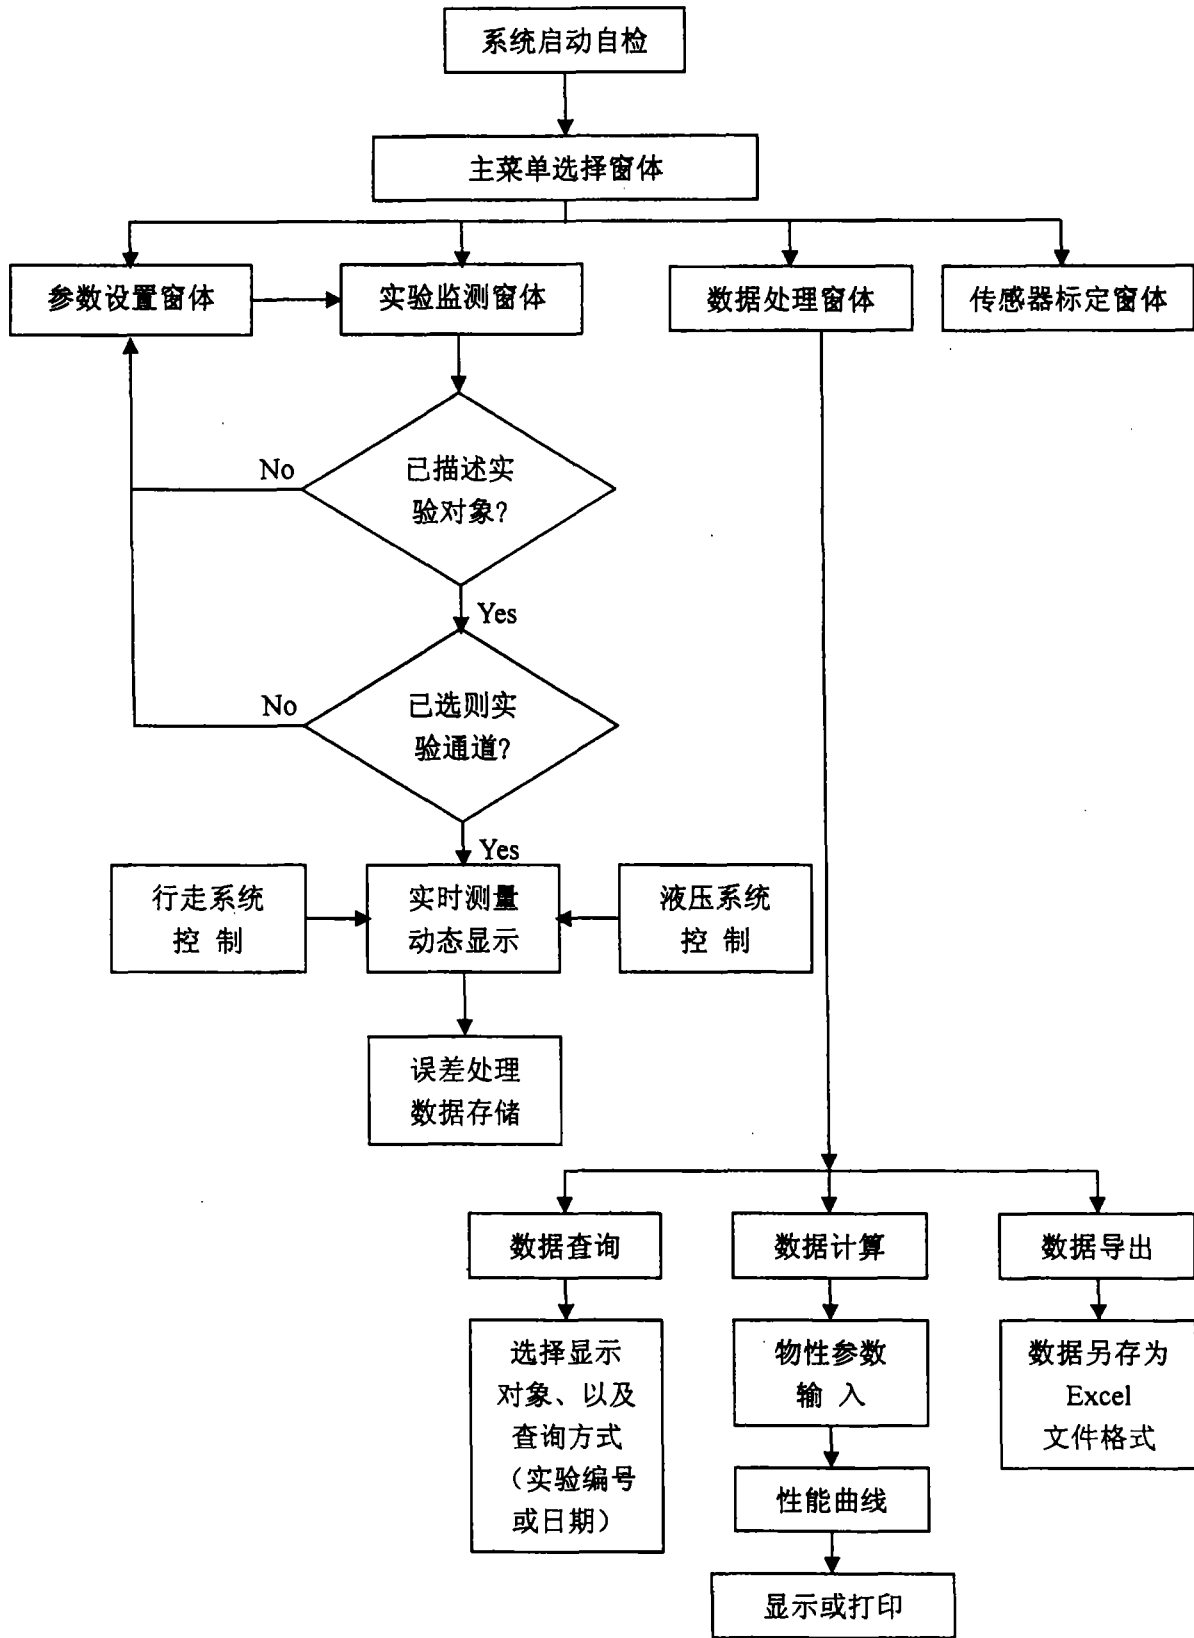 系统启动自检
主菜单选择窗体
参数设置窗体
实验监测窗体
数据处理窗体
传感器标定窗体
No
已描述实
验对象?
Yes
No
已选则实
验通道?
Yes
行走系统
控 制
实时测量
动态显示
液压系统
控 制
误差处理
数据存储
数据查询
数据计算
数据导出
选择显示
对象、以及
查询方式
（实验编号
或日期）
物性参数
输 入
数据另存为
Excel
文件格式
性能曲线
显示或打印